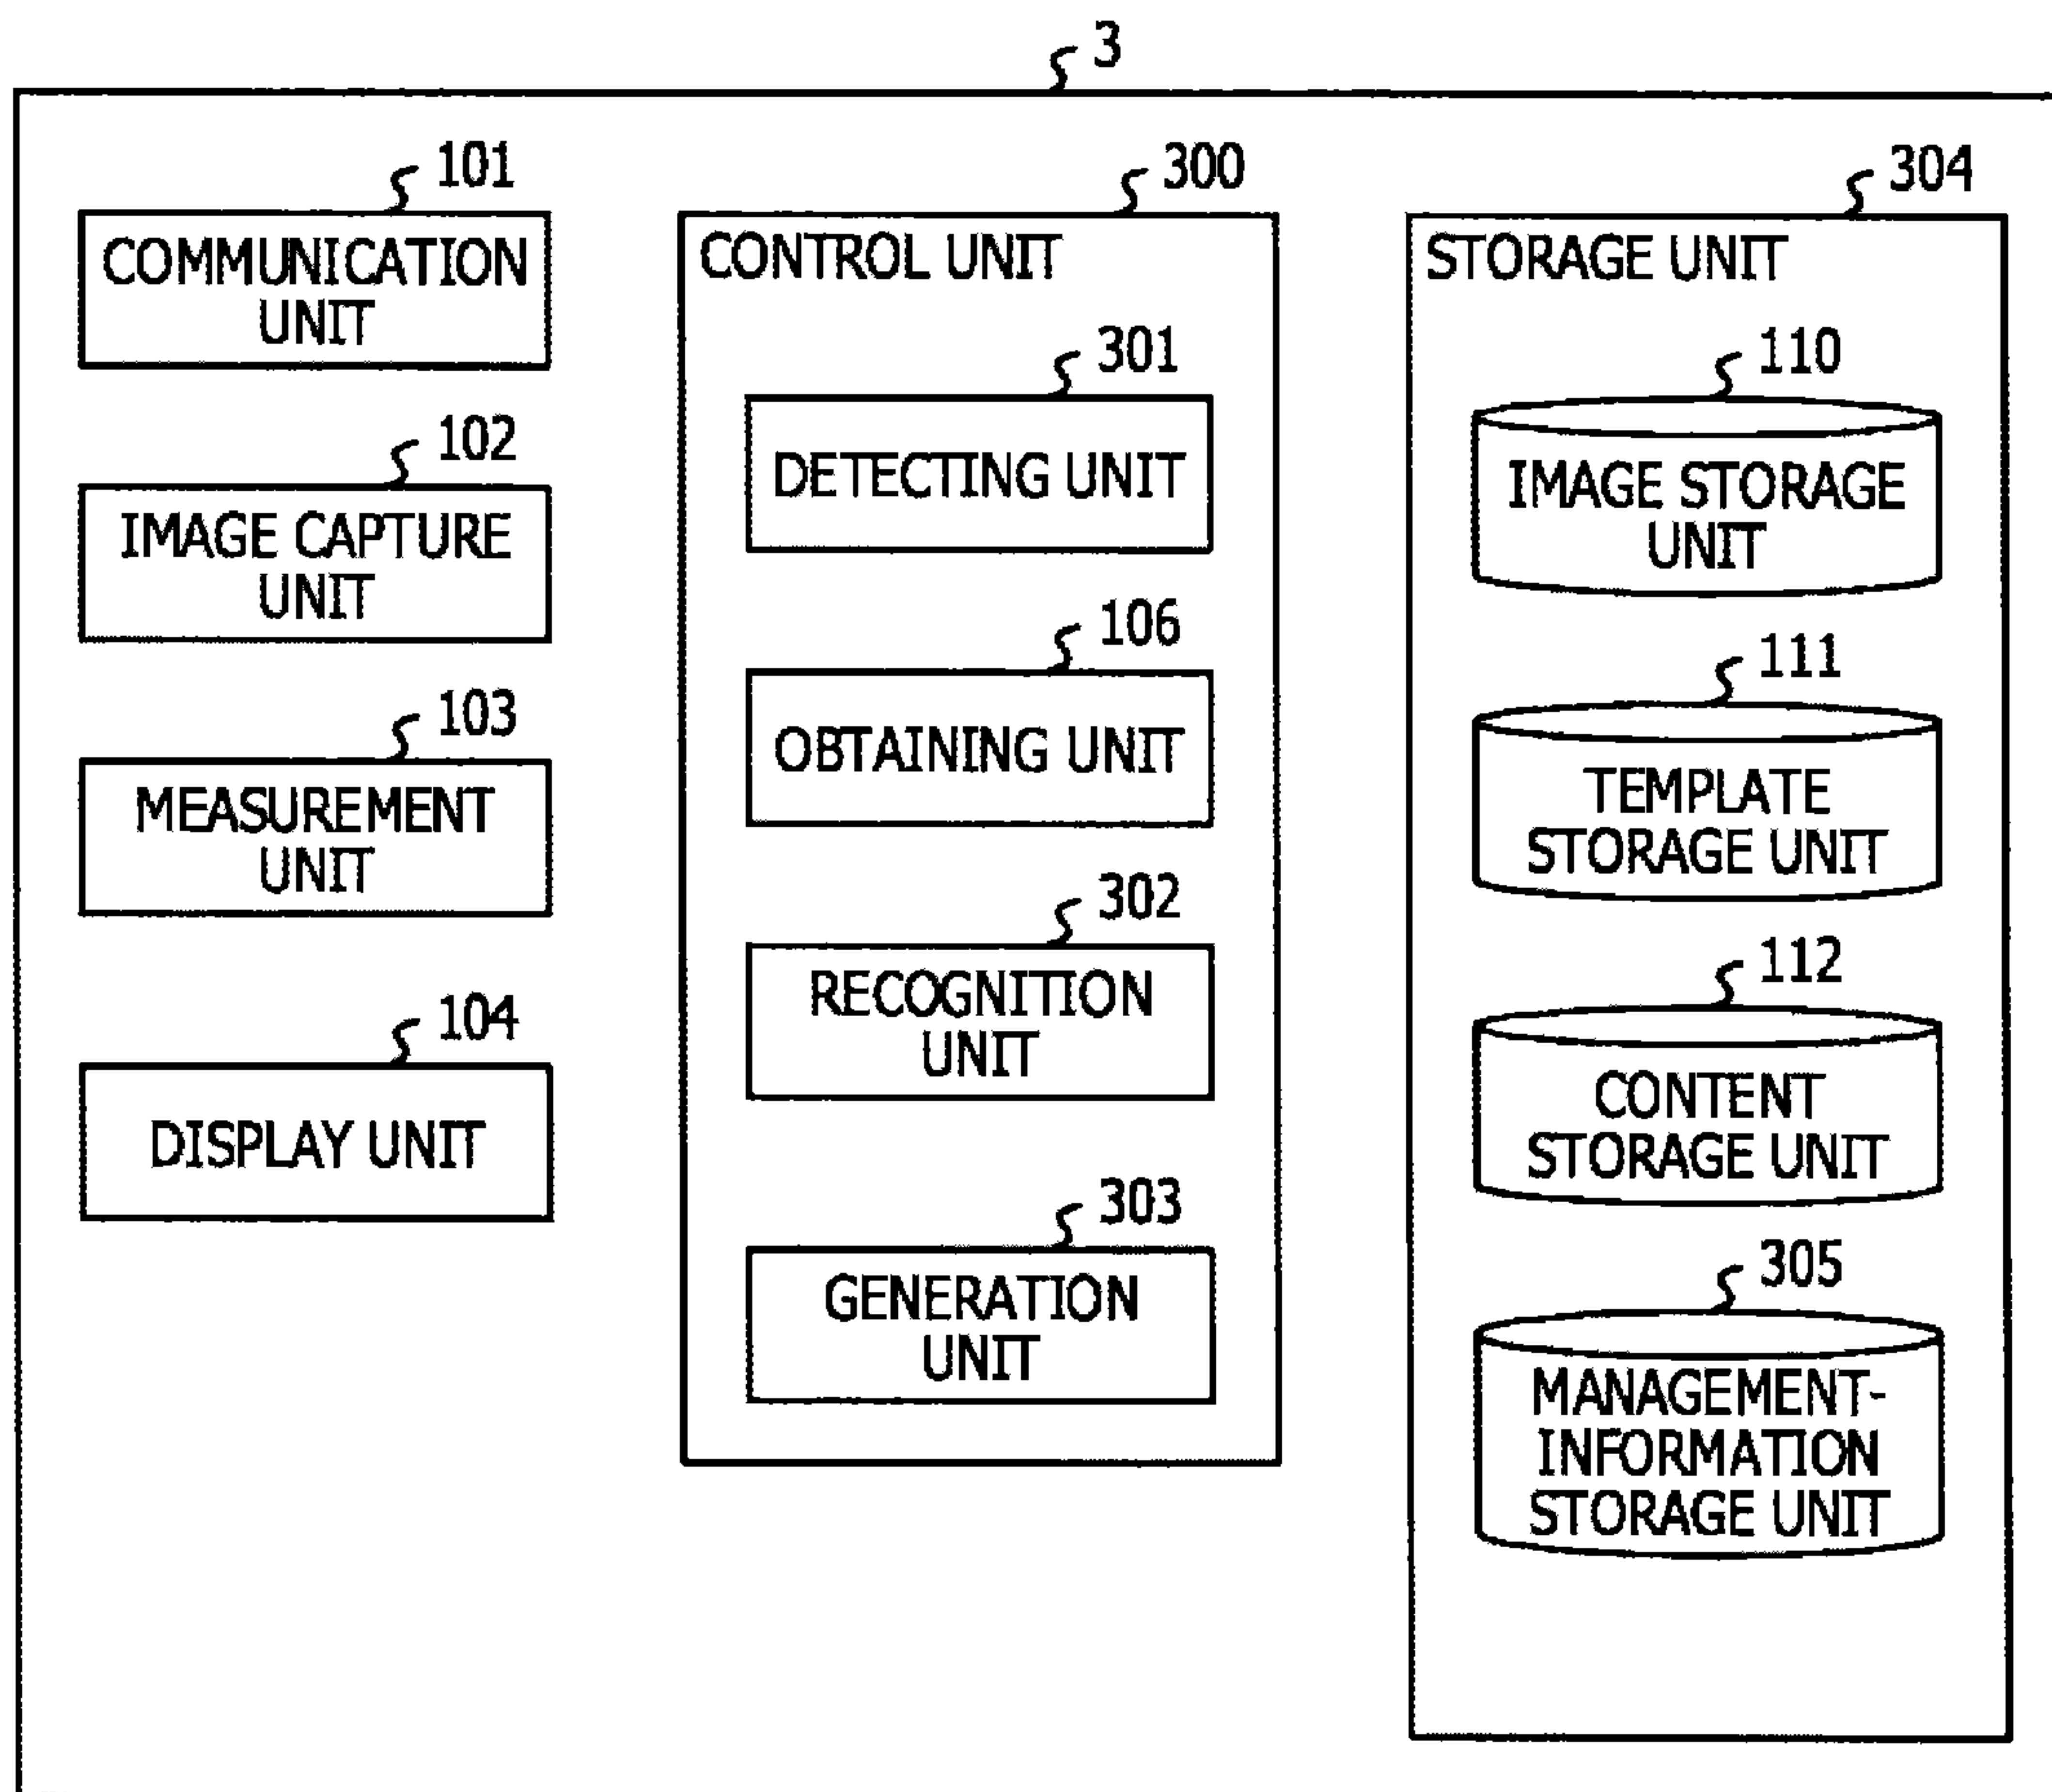 3
101
COMMUNICATION
UNIT
102
IMAGE CAPTURE
UNIT
103
MEASUREMENT
UNIT
104
DISPLAY UNIT
300
CONTROL UNIT
301
DETECTING UNIT
106
OBTAINING UNIT
302
RECOGNITION
UNIT
303
GENERATION
UNIT
304
STORAGE UNIT
110
IMAGE STORAGE
UNIT
111
TEMPLATE
STORAGE UNIT
112
CONTENT
STORAGE UNIT
305
MANAGEMENT-
INFORMATION
STORAGE UNIT